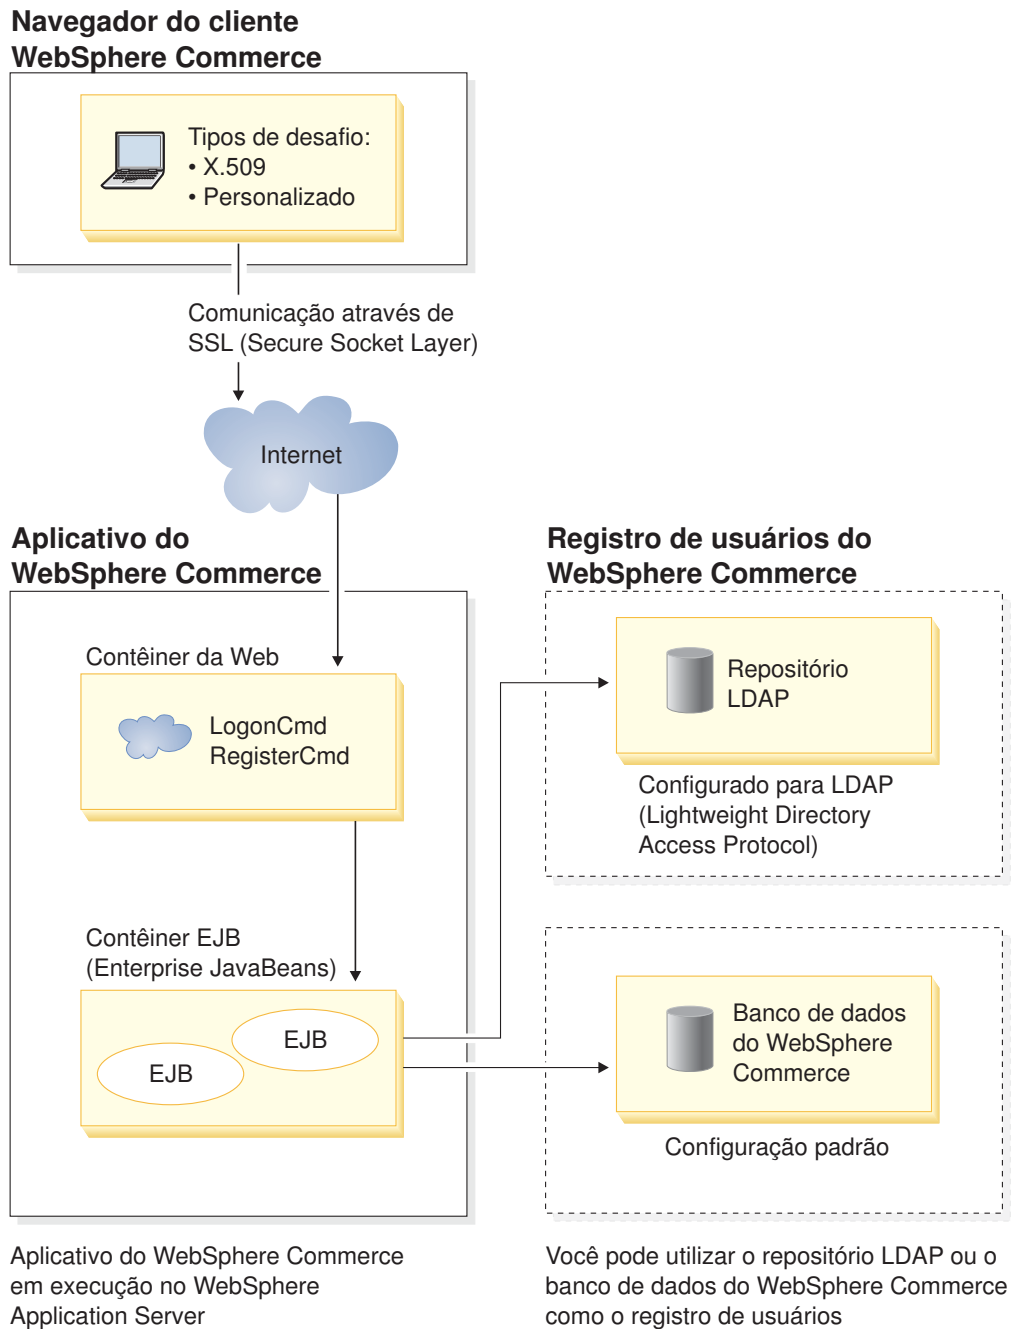 Navegador do cliente
WebSphere Commerce
Tipos de desafio:
• X.509
• Personalizado
Comunicação através de
SSL (Secure Socket Layer)
Internet
Aplicativo do
WebSphere Commerce
Contêiner da Web
LogonCmd
RegisterCmd
Contêiner EJB
(Enterprise JavaBeans)
EJB
EJB
Aplicativo do WebSphere Commerce
em execução no WebSphere
Application Server
Registro de usuários do
WebSphere Commerce
Repositório
LDAP
Configurado para LDAP
(Lightweight Directory
Access Protocol)
Banco de dados
do WebSphere
Commerce
Configuração padrão
Você pode utilizar o repositório LDAP ou o
banco de dados do WebSphere Commerce
como o registro de usuários